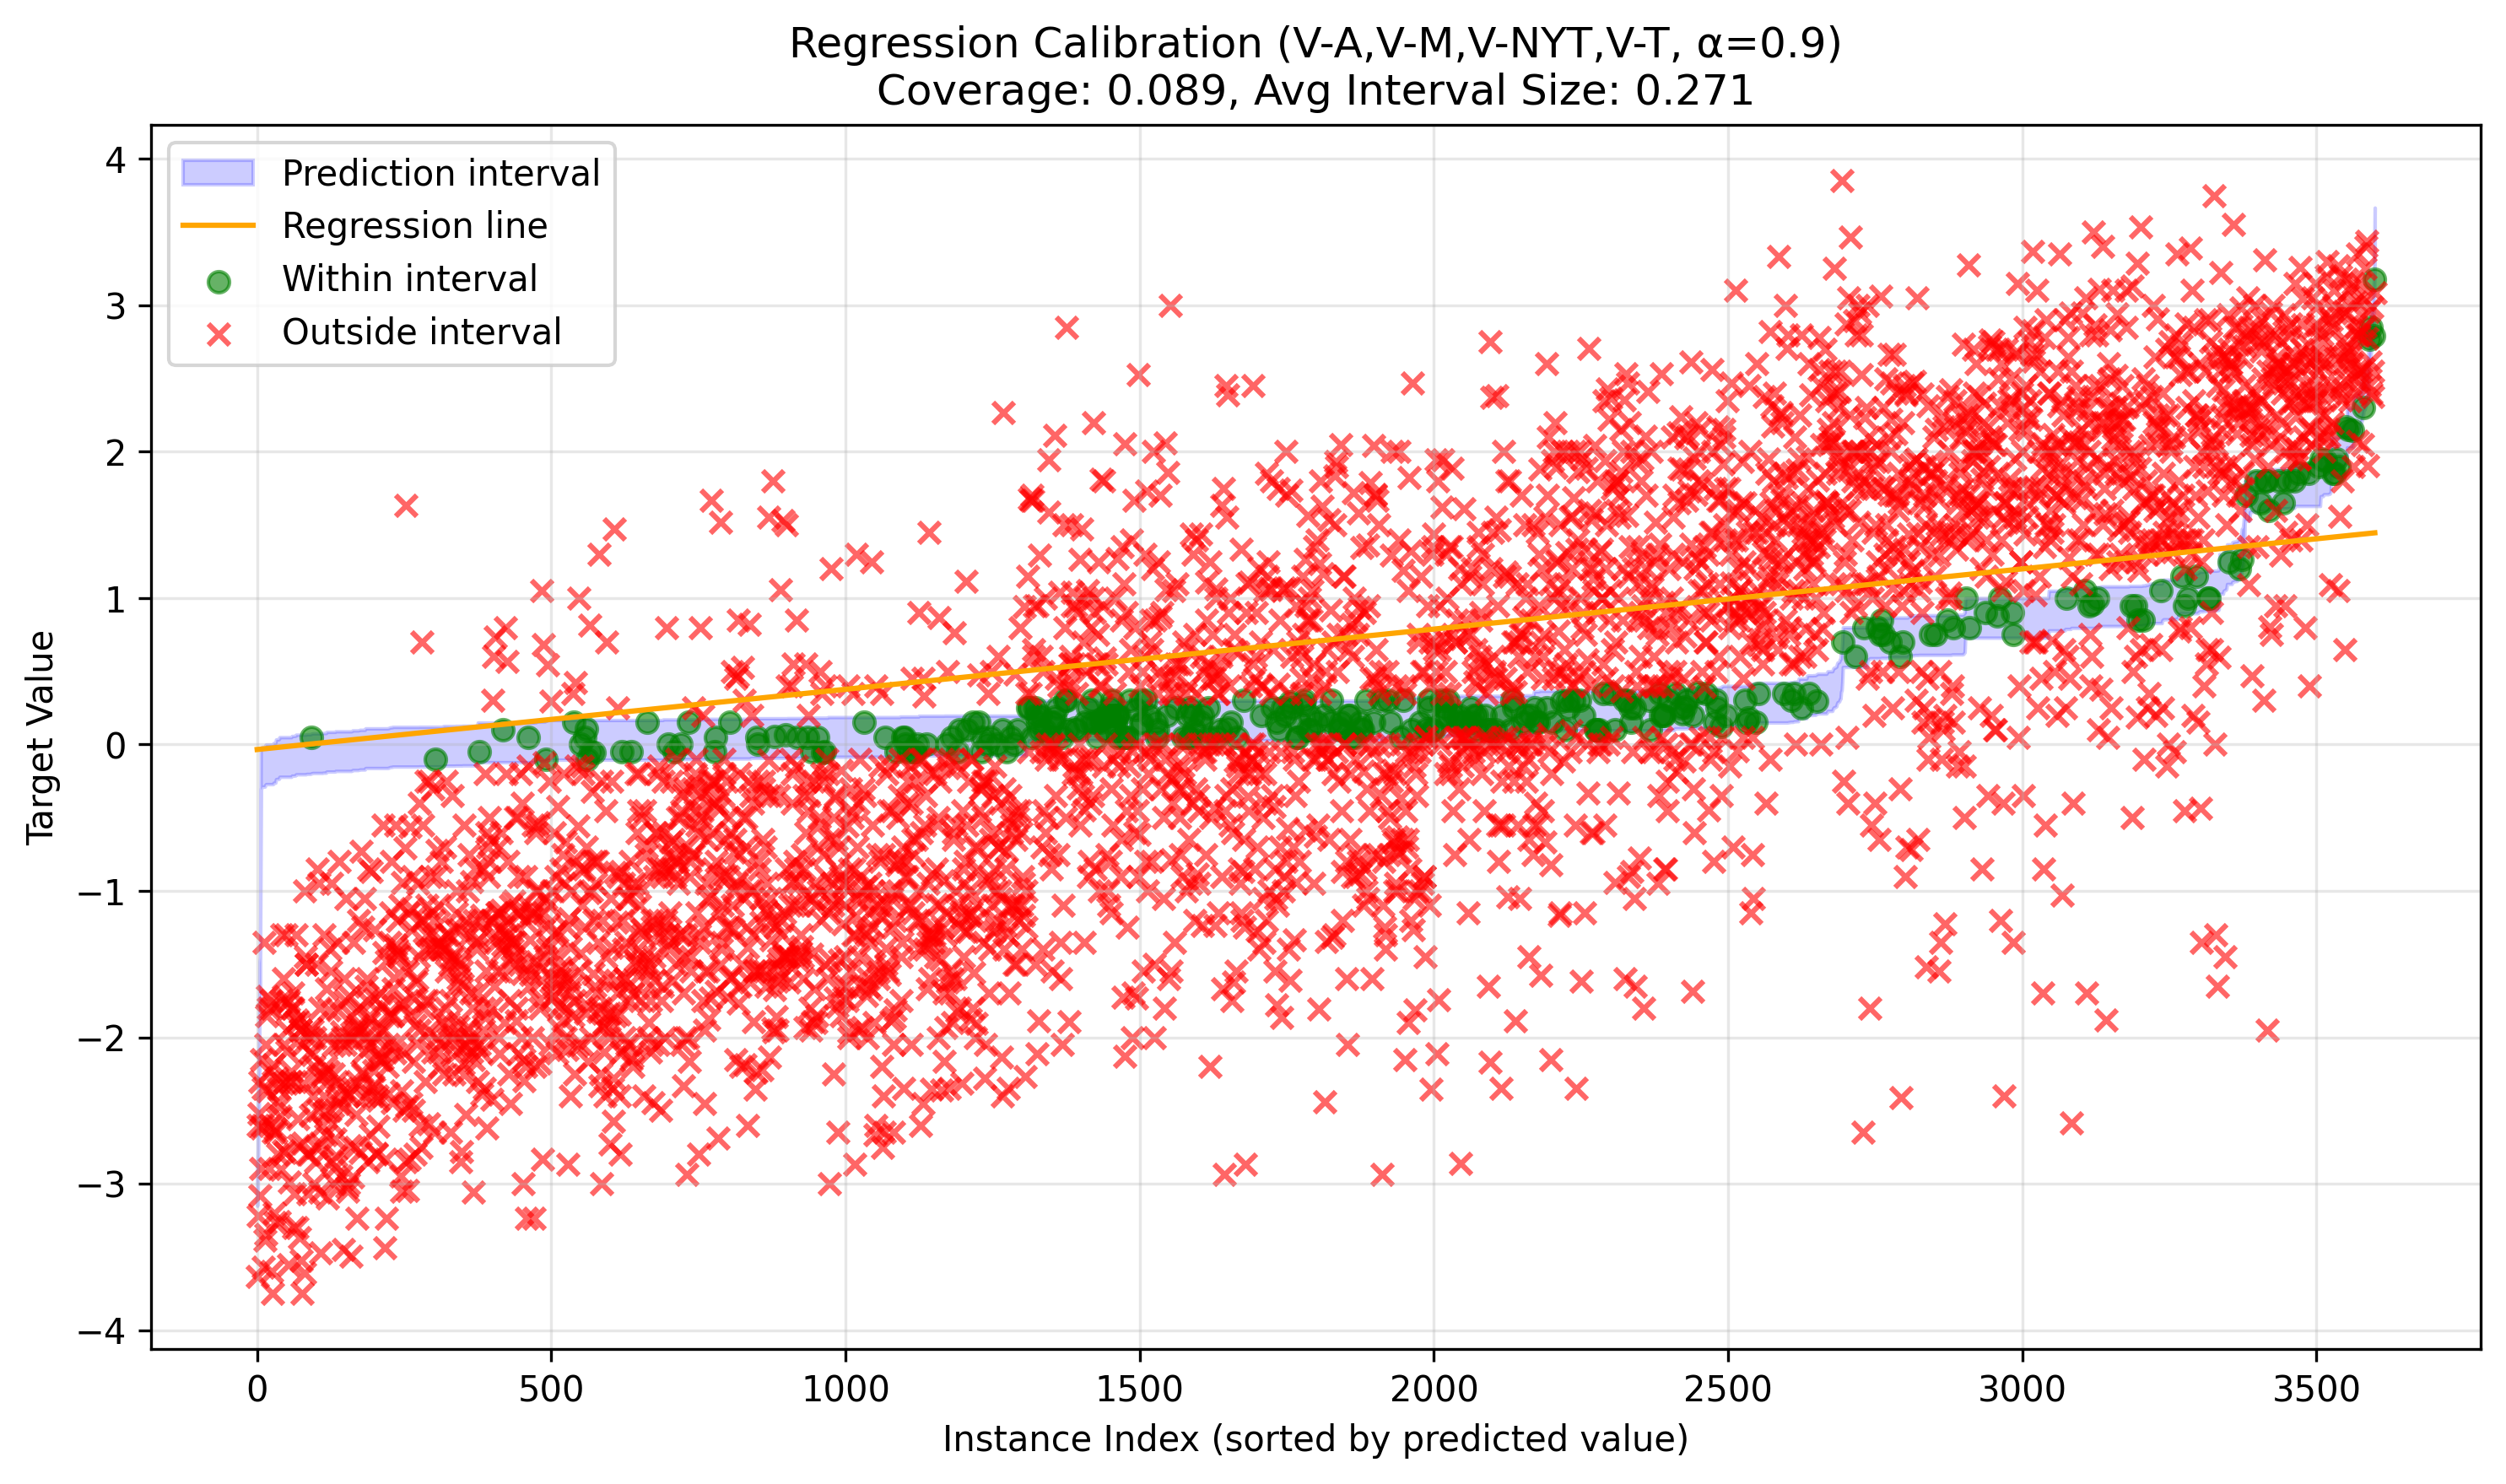 Regression Calibration (V-A,V-M,V-NYT,V-T, α=0.9)
Coverage: 0.089, Avg Interval Size: 0.271
Prediction interval
Regression line
Within interval
Outside interval
4
3
2
1
0
−1
−2
−3
−4
Target Value
0 500 1000 1500 2000 2500 3000 3500
Instance Index (sorted by predicted value)